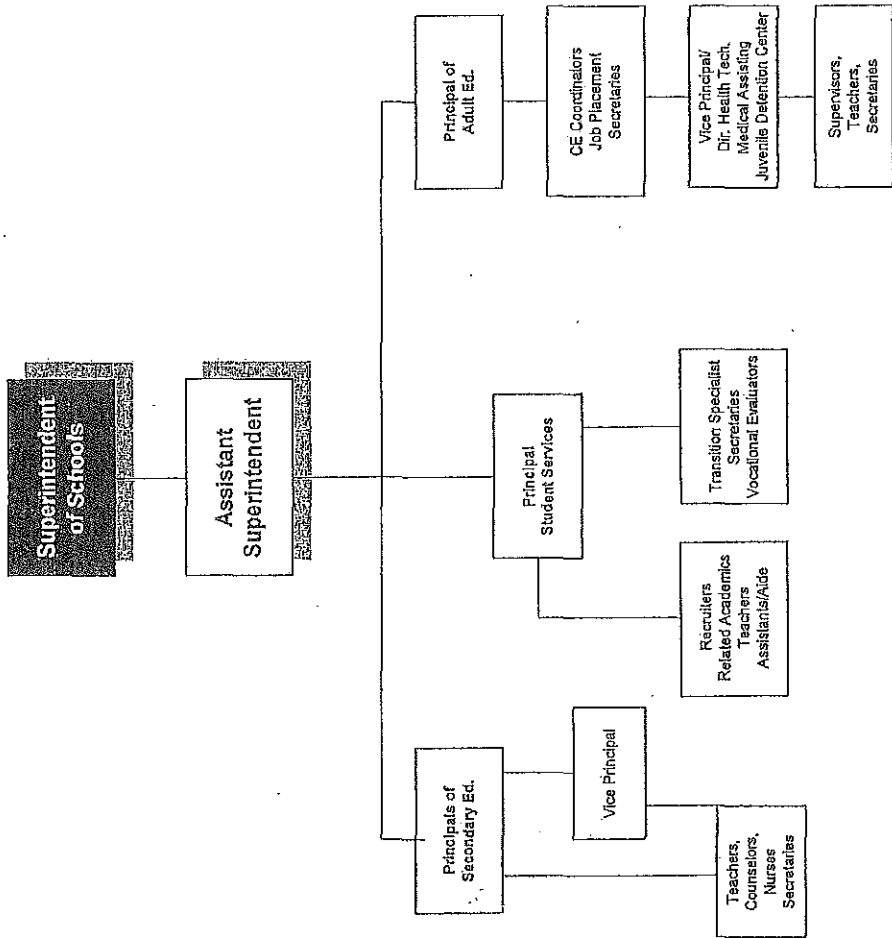 Superintendent
of Schools
Assistant
Superintendent
Principals of
Secondary Ed.
Vice Principal
Teachers,
Counselors,
Nurses
Secretaries
Principal
Student Services
Recruiters
Related Academics
Teachers
Assistants/Aide
Transition Specialist
Secretaries
Vocational Evaluators
Principal of
Adult Ed.
CE Coordinators
Job Placement
Secretaries
Vice Principal/
Dir. Health Tech.
Medical Assisting
Juvenile Detention Center
Supervisors,
Teachers,
Secretaries